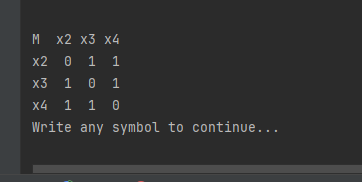 M  x2 x3 x4
x2  0  1  1
x3  1  0  1
x4  1  1  0
Write any symbol to continue...